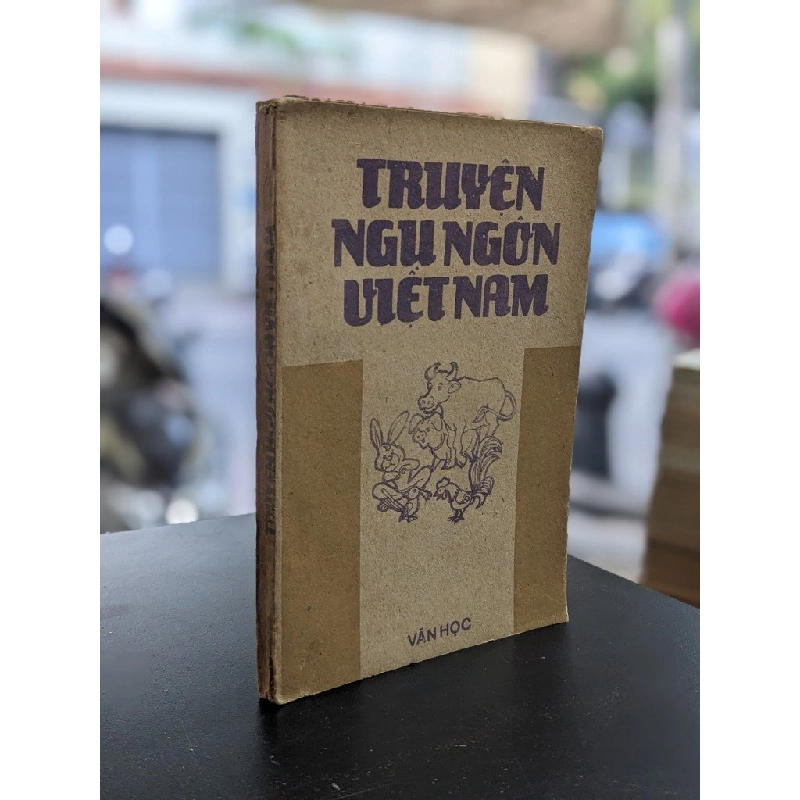 TRUYỆN
NGỤ NGÔN
VIỆT NAM
VĂN HỌC